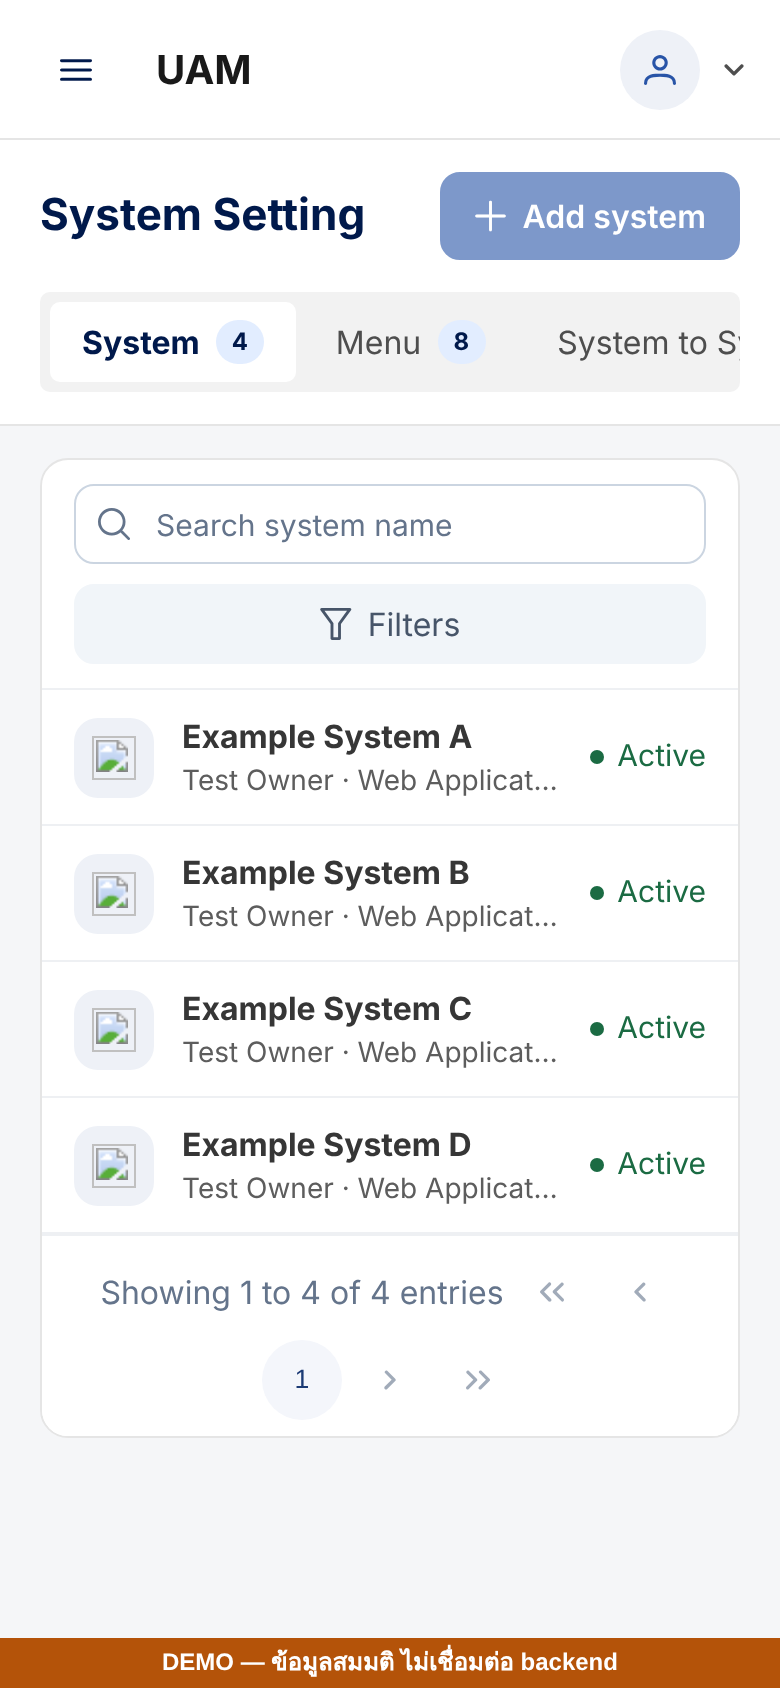 UAM
System Setting
Add system
System 4 Menu 8 System to Sy
Search system name
Filters
Example System A
Test Owner · Web Applicat...
Active
Example System B
Test Owner · Web Applicat...
Active
Example System C
Test Owner · Web Applicat...
Active
Example System D
Test Owner · Web Applicat...
Active
Showing 1 to 4 of 4 entries
1
DEMO — ข้อมูลสมมติ ไม่เชื่อมต่อ backend